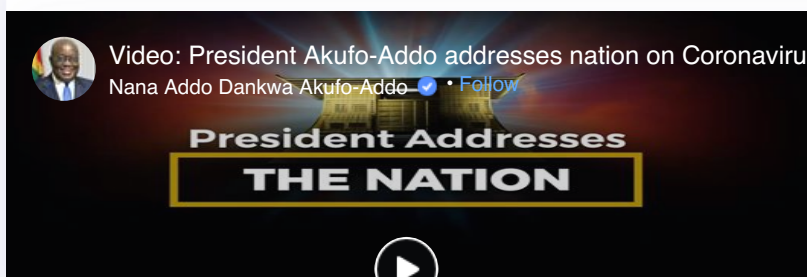 Video: President Akufo-Addo addresses nation on Coronaviru
Nana Addo Dankwa Akufo-Addo · Follow
President Addresses
THE NATION